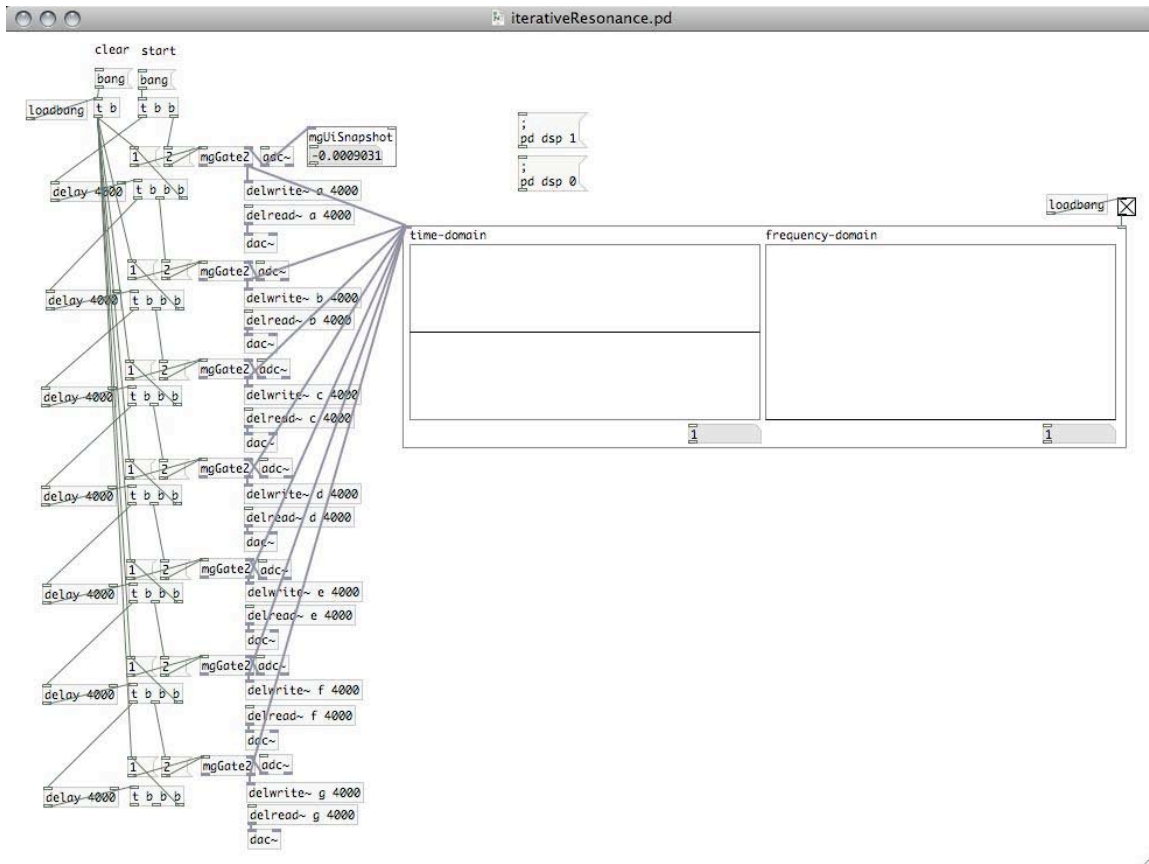 iterativeResonance.pd
clear start
bang bang
loadbang t b t b b
1 2 mgGate2 adc~
mgUiSnapshot
-0.0009031
;
pd dsp 1
;
pd dsp 0
delay 4000 t b b b
delwrite~ a 4000
delread~ a 4000
dac~
loadbang
time-domain frequency-domain
1 1
1 2 mgGate2 adc~
delay 4000 t b b b
delwrite~ b 4000
delread~ b 4000
dac~
1 2 mgGate2 adc~
delay 4000 t b b b
delwrite~ c 4000
delread~ c 4000
dac~
1 2 mgGate2 adc~
delay 4000 t b b b
delwrite~ d 4000
delread~ d 4000
dac~
1 2 mgGate2 adc~
delay 4000 t b b b
delwrite~ e 4000
delread~ e 4000
dac~
1 2 mgGate2 adc~
delay 4000 t b b b
delwrite~ f 4000
delread~ f 4000
dac~
1 2 mgGate2 adc~
delay 4000 t b b b
delwrite~ g 4000
delread~ g 4000
dac~